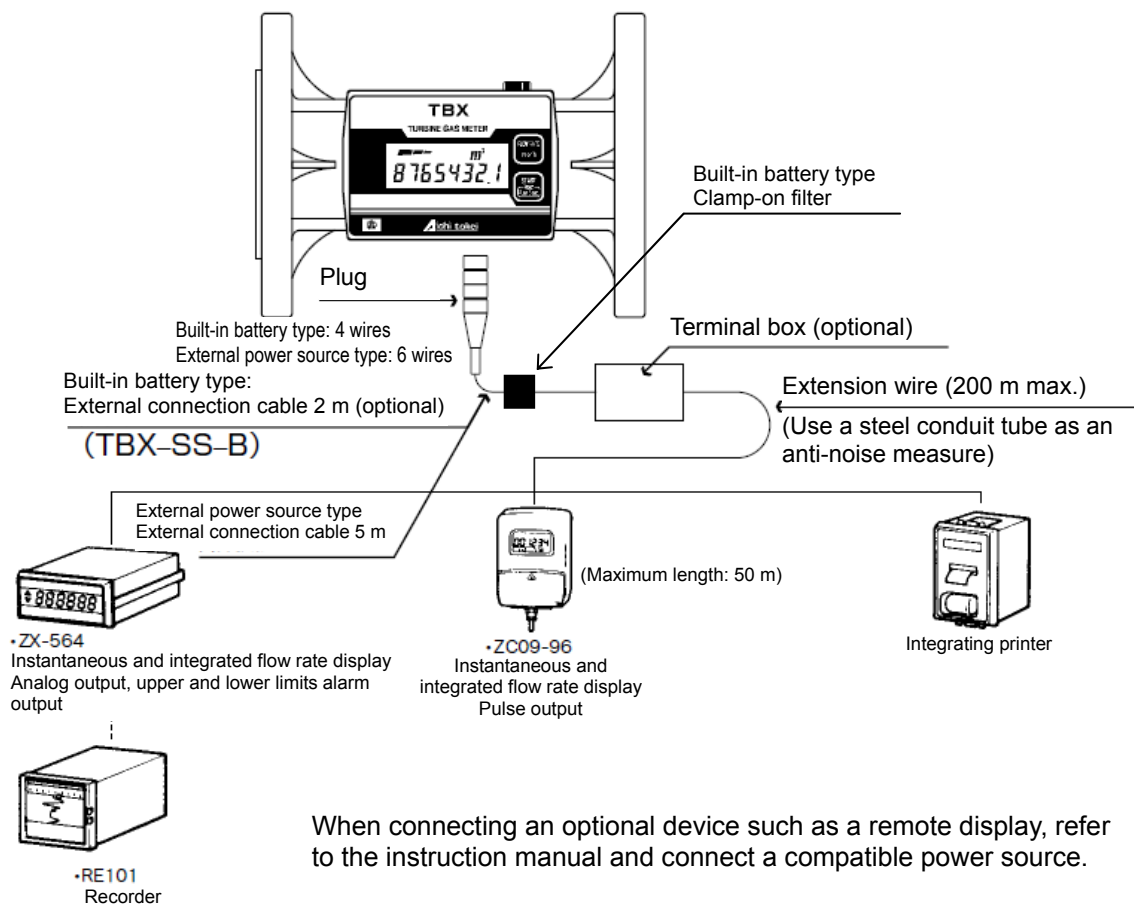 TBX
TURBINE GAS METER
m³
8765432.1
Aichi tokei
Built-in battery type
Clamp-on filter
Plug
Built-in battery type: 4 wires
External power source type: 6 wires
Terminal box (optional)
Built-in battery type:
External connection cable 2 m (optional)
(TBX–SS–B)
Extension wire (200 m max.)
(Use a steel conduit tube as an
anti-noise measure)
External power source type
External connection cable 5 m
(Maximum length: 50 m)
888888
•ZX-564
Instantaneous and integrated flow rate display
Analog output, upper and lower limits alarm
output
•ZC09-96
Instantaneous and
integrated flow rate display
Pulse output
Integrating printer
•RE101
Recorder
When connecting an optional device such as a remote display, refer
to the instruction manual and connect a compatible power source.